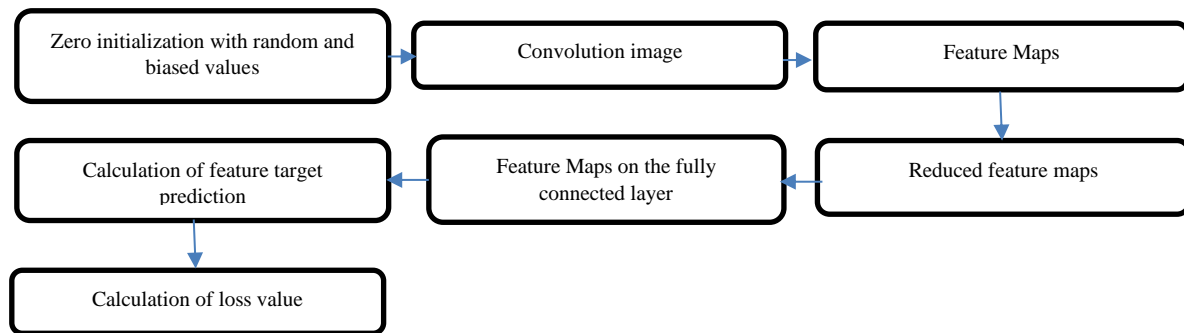 Zero initialization with random and
biased values
Convolution image
Feature Maps
Reduced feature maps
Feature Maps on the fully
connected layer
Calculation of feature target
prediction
Calculation of loss value